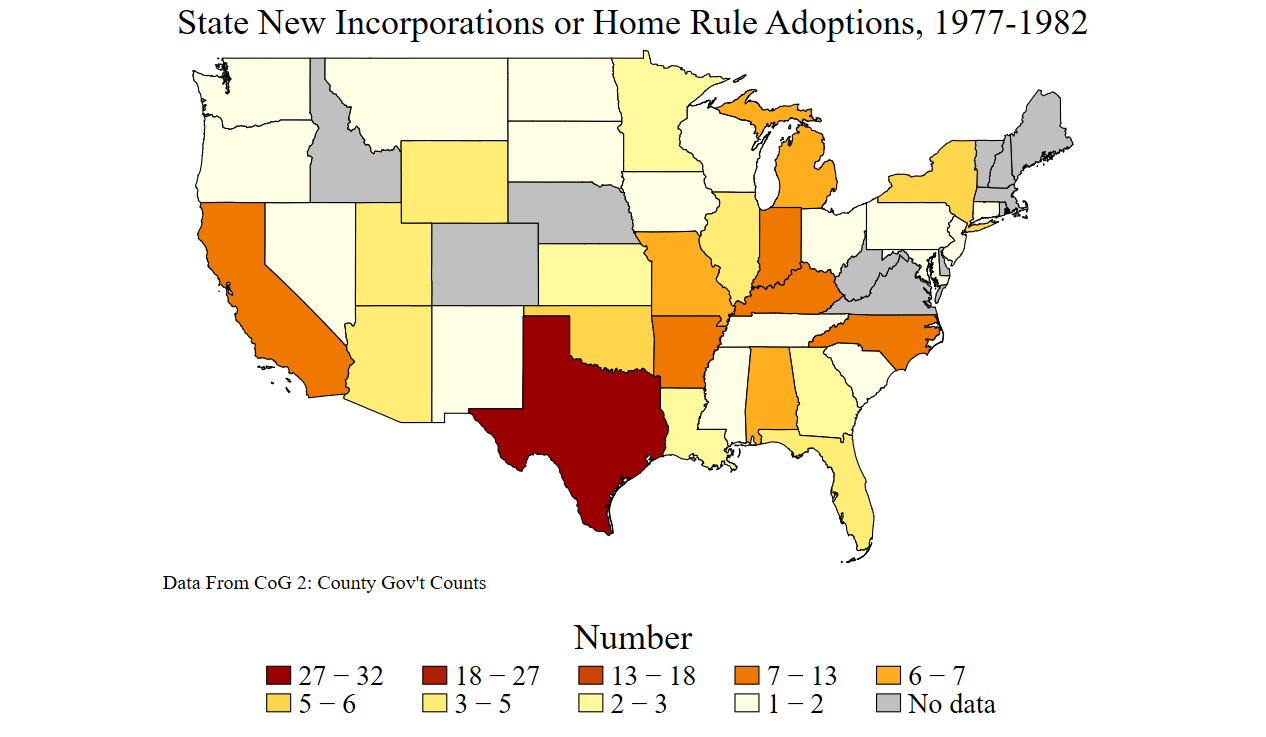 State New Incorporations or Home Rule Adoptions, 1977-1982
Data From CoG 2: County Gov't Counts
Number
27 − 32 18 − 27 13 − 18 7 − 13 6 − 7
5 − 6 3 − 5 2 − 3 1 − 2 No data